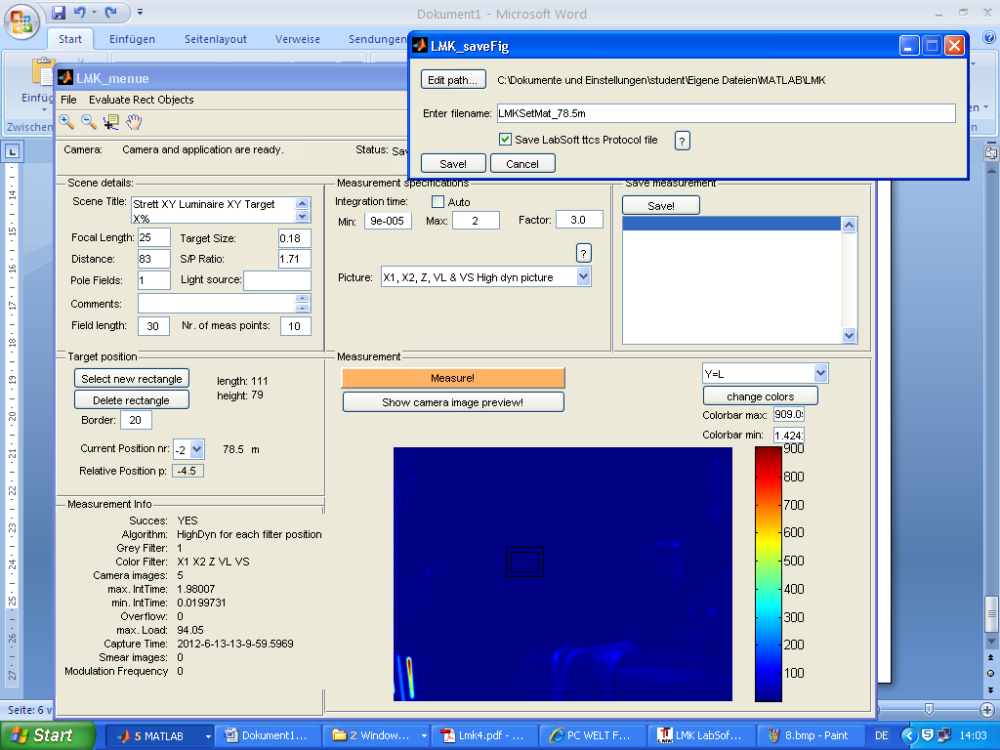 Dokument1 - Microsoft Word
Start Einfügen Seitenlayout Verweise Sendungen
LMK_saveFig
Edit path... C:\Dokumente und Einstellungen\student\Eigene Dateien\MATLAB\LMK
Enter filename: LMKSetMat_78.5m
Save LabSoft ttcs Protocol file ?
Save! Cancel
Zwischen
LMK_menue
File Evaluate Rect Objects
Camera: Camera and application are ready. Status: Sav
Scene details:
Scene Title: Strett XY Luminaire XY Target
X%
Focal Length: 25 Target Size: 0.18
Distance: 83 S/P Ratio: 1.71
Pole Fields: 1 Light source:
Comments:
Field length: 30 Nr. of meas points: 10
Measurement specifications
Integration time: Auto
Min: 9e-005 Max: 2 Factor: 3.0
?
Picture: X1, X2, Z, VL & VS High dyn picture
Save measurement
Save!
Target position
Select new rectangle length: 111
Delete rectangle height: 79
Border: 20
Current Position nr: -2 78.5 m
Relative Position p: -4.5
Measurement
Measure!
Show camera image preview!
Y=L
change colors
Colorbar max: 909.0
Colorbar min: 1.424
900
800
700
600
500
400
300
200
100
Measurement Info
Succes: YES
Algorithm: HighDyn for each filter position
Grey Filter: 1
Color Filter: X1 X2 Z VL VS
Camera images: 5
max. IntTime: 1.98007
min. IntTime: 0.0199731
Overflow: 0
max. Load: 94.05
Capture Time: 2012-6-13-13-9-59.5969
Smear images: 0
Modulation Frequency 0
Seite: 6 v
Start 5 MATLAB Dokument1... 2 Window... Lmk4.pdf - ... PC WELT F... LMK LabSof... 8.bmp - Paint DE 14:03